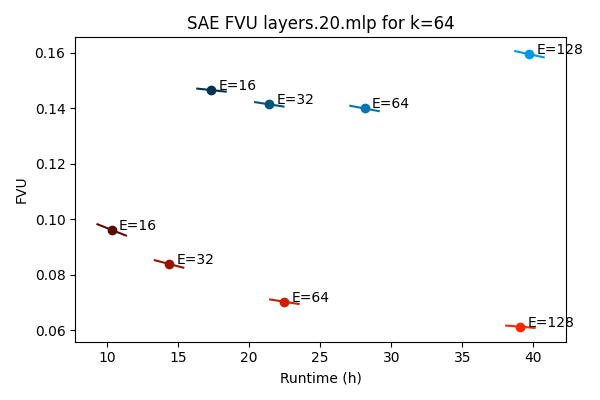 SAE FVU layers.20.mlp for k=64
0.16
0.14
0.12
0.10
0.08
0.06
FVU
E=128
E=16
E=32
E=64
E=16
E=32
E=64
E=128
10
15
20
25
30
35
40
Runtime (h)